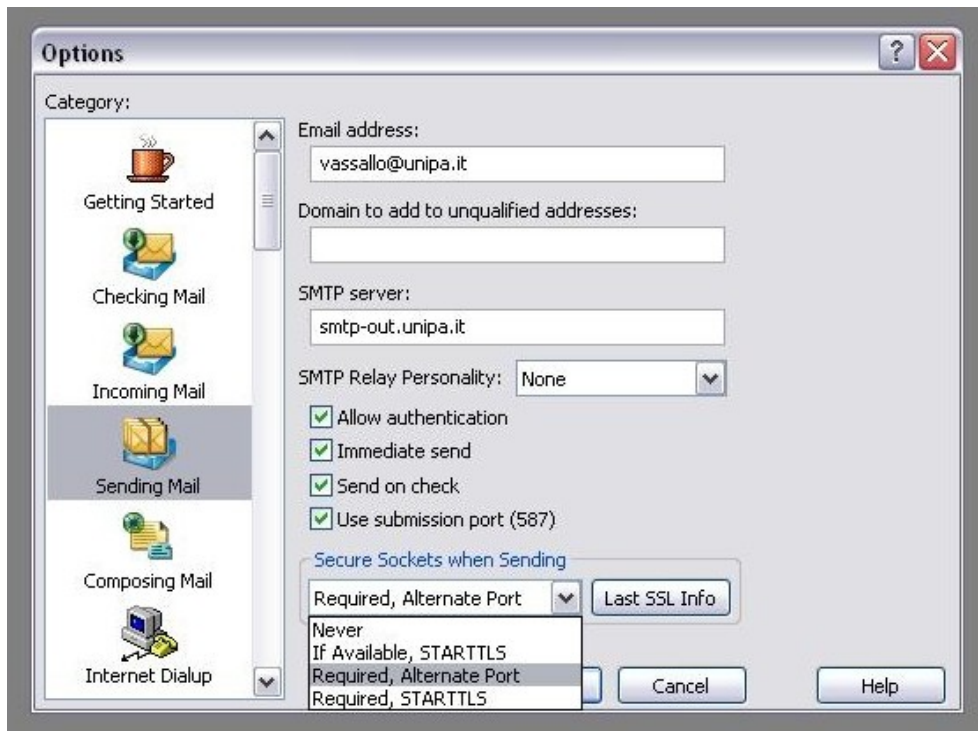 Options
Category:
Getting Started
Checking Mail
Incoming Mail
Sending Mail
Composing Mail
Internet Dialup
Email address:
vassallo@unipa.it
Domain to add to unqualified addresses:
SMTP server:
smtp-out.unipa.it
SMTP Relay Personality: None
Allow authentication
Immediate send
Send on check
Use submission port (587)
Secure Sockets when Sending
Required, Alternate Port Last SSL Info
Never
If Available, STARTTLS
Required, Alternate Port
Required, STARTTLS
Cancel Help